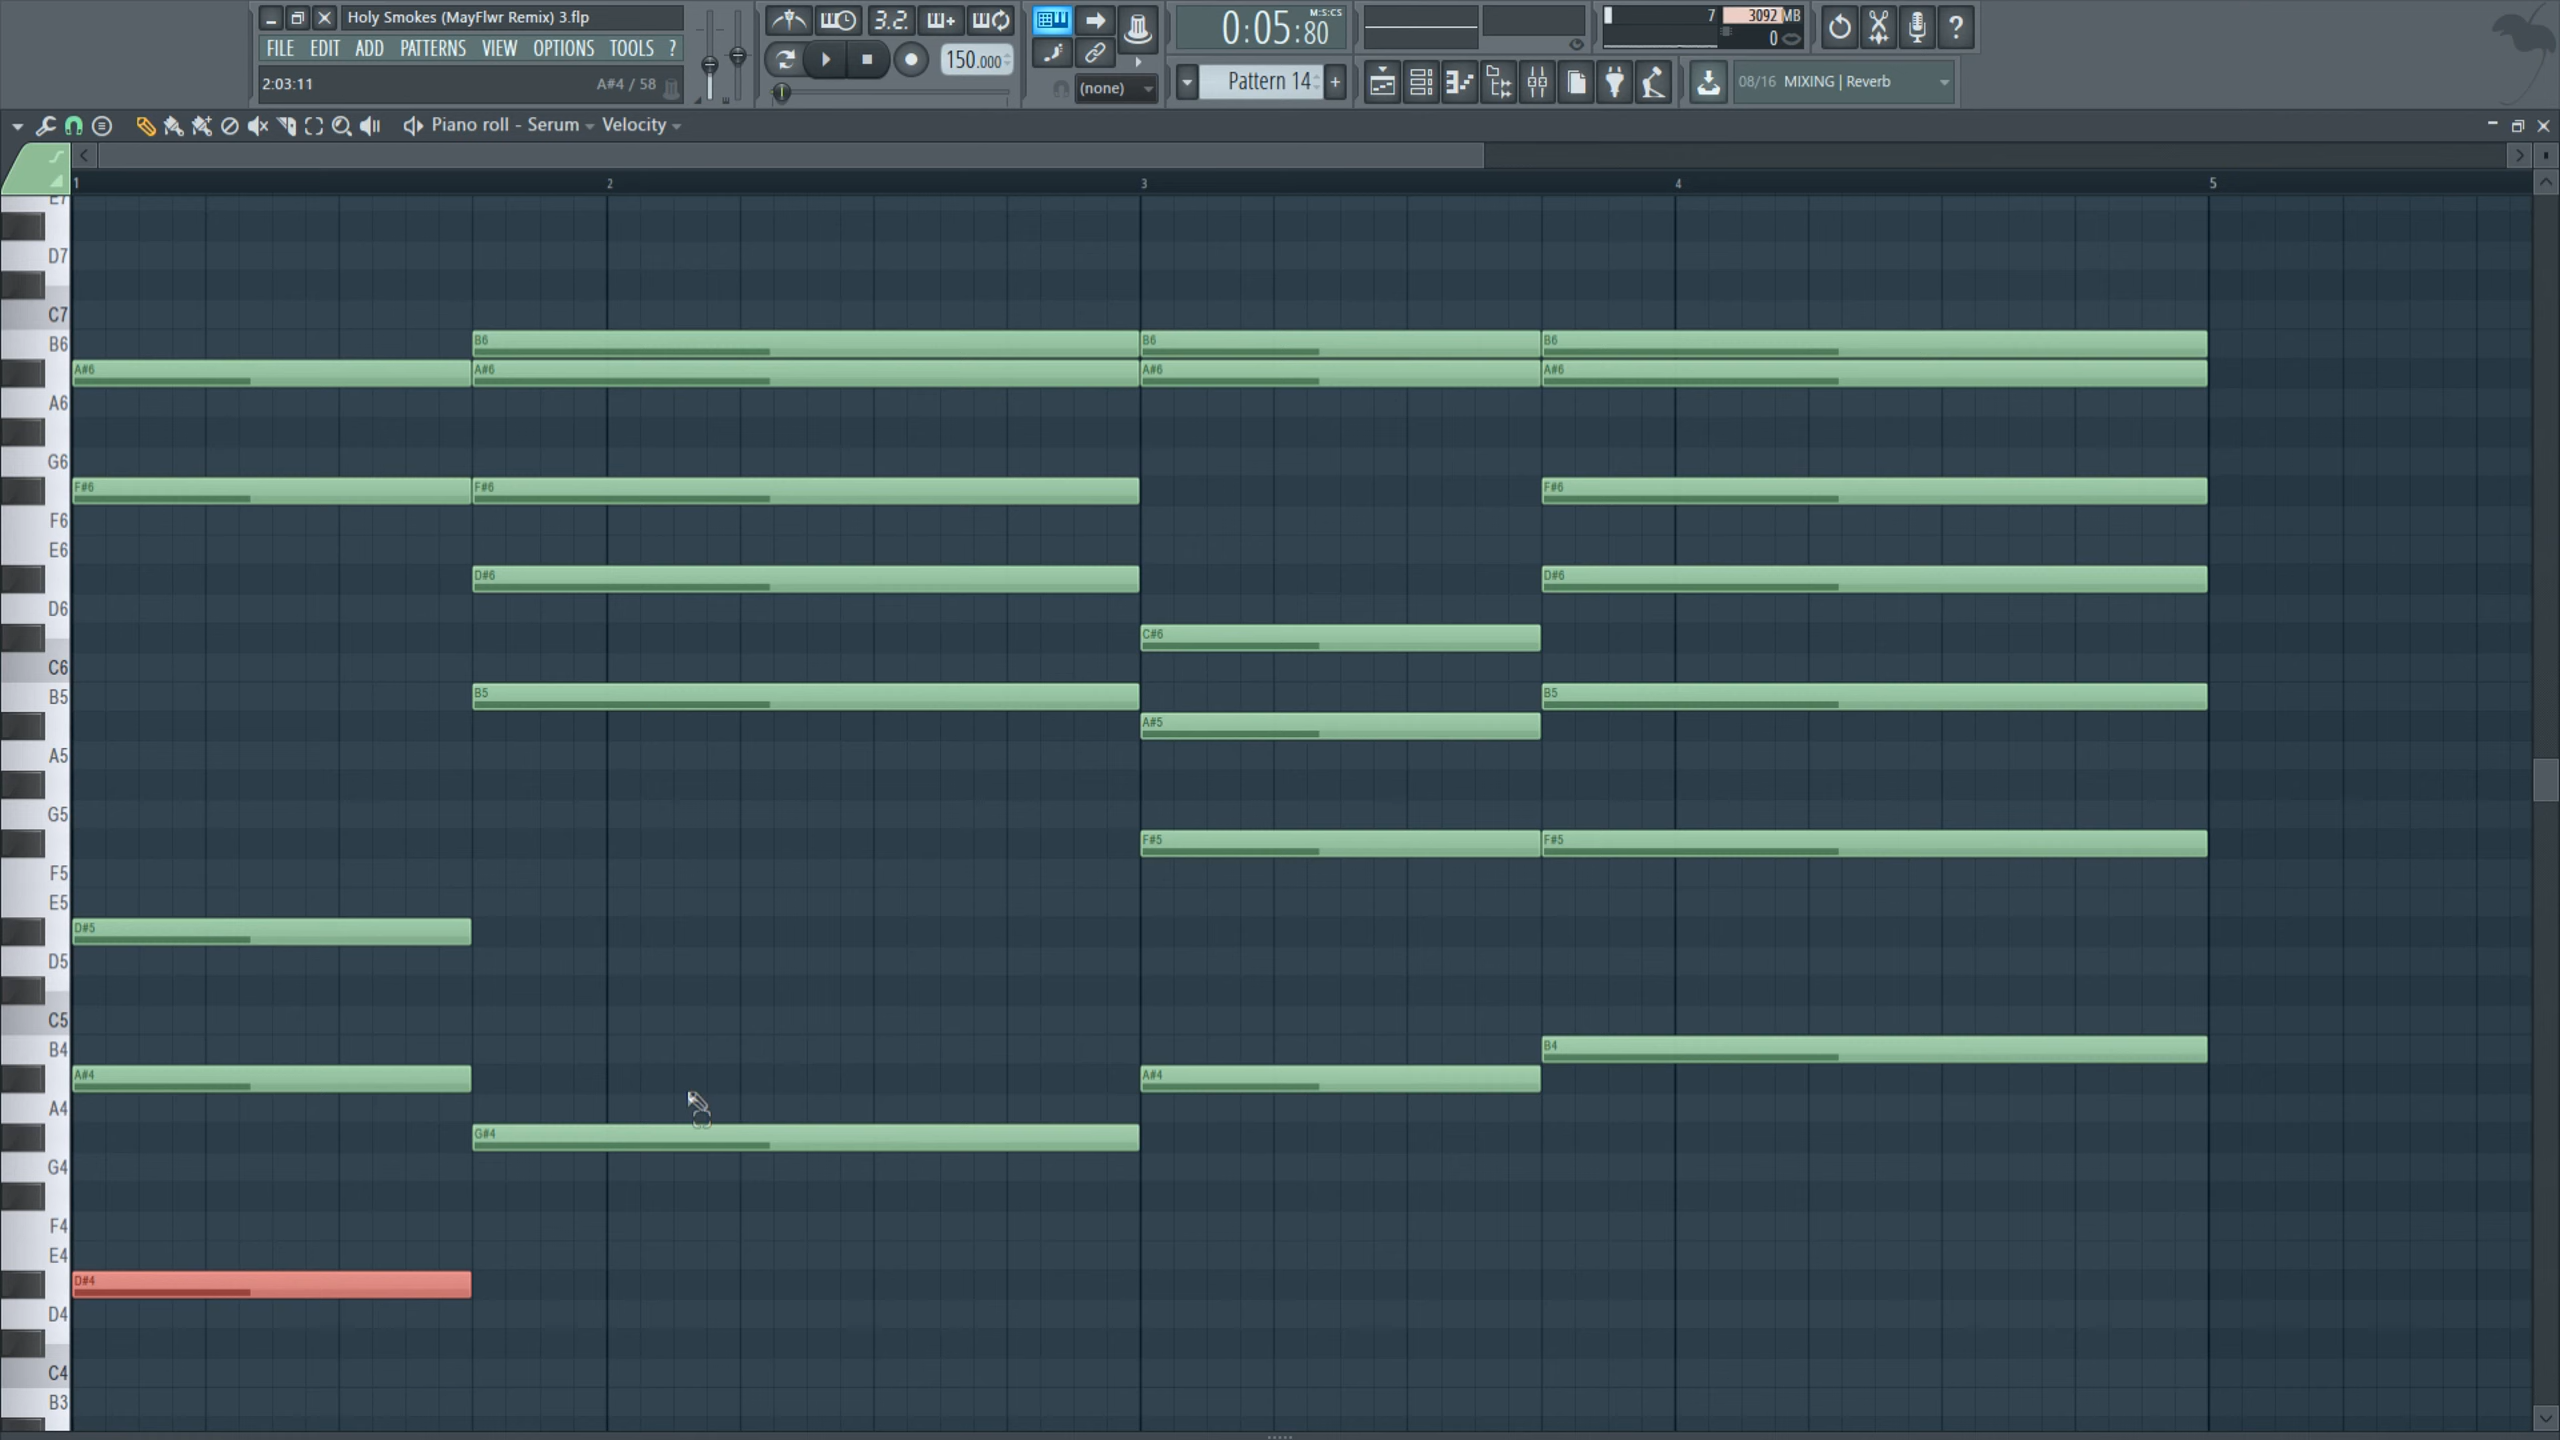 Holy Smokes (MayFlwr Remix) 3.flp
FILE EDIT ADD PATTERNS VIEW OPTIONS TOOLS ?
2:03:11 A#4 / 58
3.2.
150.000
(none)
0:05:80 M:S:CS
Pattern 14 +
7 3092 MB
0
?
08/16 MIXING | Reverb
Piano roll - Serum Velocity
1 2 3 4 5
E7
D7
C7
B6 B6 B6 B6
A#6 A#6 A#6 A#6
A6
G6
F#6 F#6 F#6
F6
E6
D#6 D#6
D6
C#6
C6
B5 B5 B5
A#5
A5
G5
F#5 F#5
F5
E5
D#5
D5
C5
B4 B4
A#4 A#4
A4
G#4
G4
F4
E4
D#4
D4
C4
B3